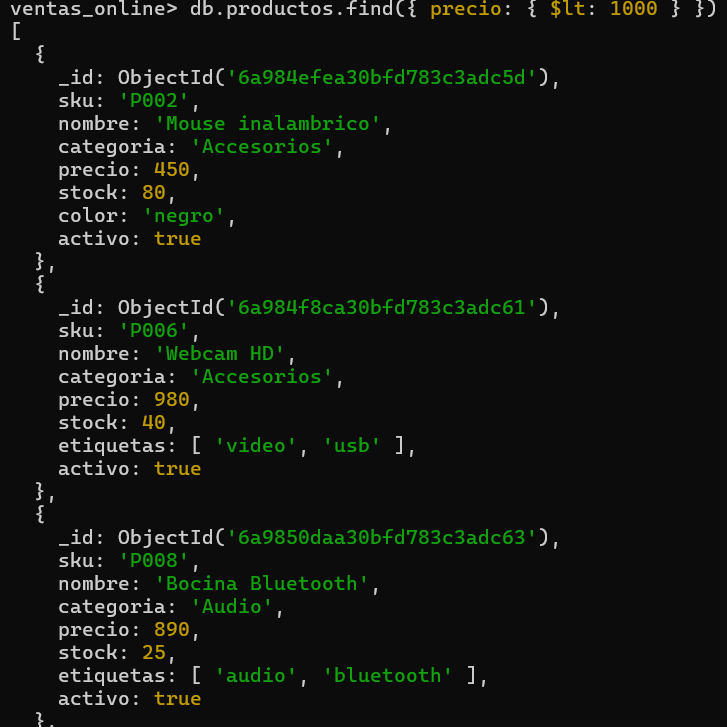 ventas_online> db.productos.find({ precio: { $lt: 1000 } })
[
  {
    _id: ObjectId('6a984efea30bfd783c3adc5d'),
    sku: 'P002',
    nombre: 'Mouse inalambrico',
    categoria: 'Accesorios',
    precio: 450,
    stock: 80,
    color: 'negro',
    activo: true
  },
  {
    _id: ObjectId('6a984f8ca30bfd783c3adc61'),
    sku: 'P006',
    nombre: 'Webcam HD',
    categoria: 'Accesorios',
    precio: 980,
    stock: 40,
    etiquetas: [ 'video', 'usb' ],
    activo: true
  },
  {
    _id: ObjectId('6a9850daa30bfd783c3adc63'),
    sku: 'P008',
    nombre: 'Bocina Bluetooth',
    categoria: 'Audio',
    precio: 890,
    stock: 25,
    etiquetas: [ 'audio', 'bluetooth' ],
    activo: true
  },